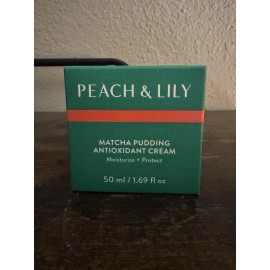 PEACH & LILY
MATCHA PUDDING
ANTIOXIDANT CREAM
Moisturize + Protect
50 ml / 1.69 fl oz